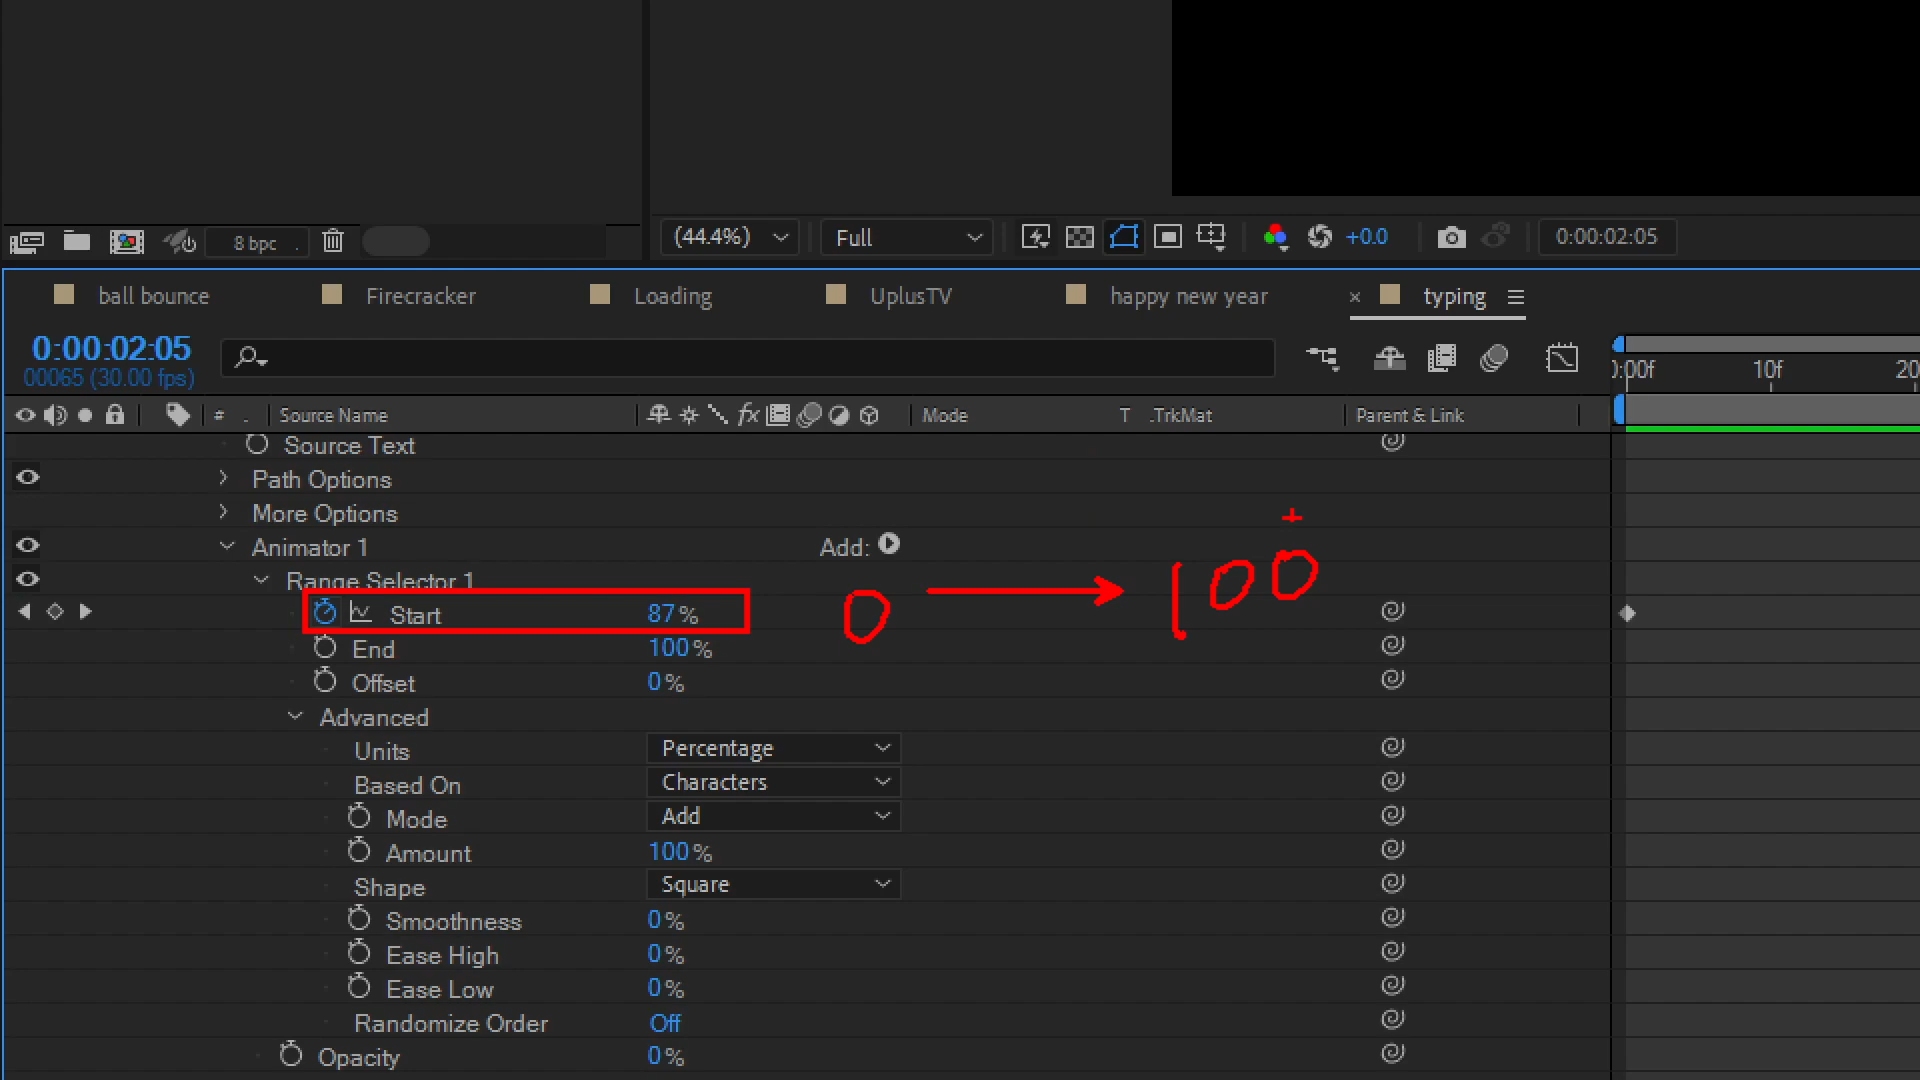 8 bpc
(44.4%)
Full
+0.0
0:00:02:05
ball bounce
Firecracker
Loading
UplusTV
happy new year
× typing
0:00:02:05
00065 (30.00 fps)
):00f
10f
20
# . Source Name
fx
Mode
T .TrkMat
Parent & Link
Source Text
Path Options
More Options
Animator 1
Add:
Range Selector 1
Start 87%
0 → 100
+
End 100%
Offset 0%
Advanced
Units Percentage
Based On Characters
Mode Add
Amount 100%
Shape Square
Smoothness 0%
Ease High 0%
Ease Low 0%
Randomize Order Off
Opacity 0%